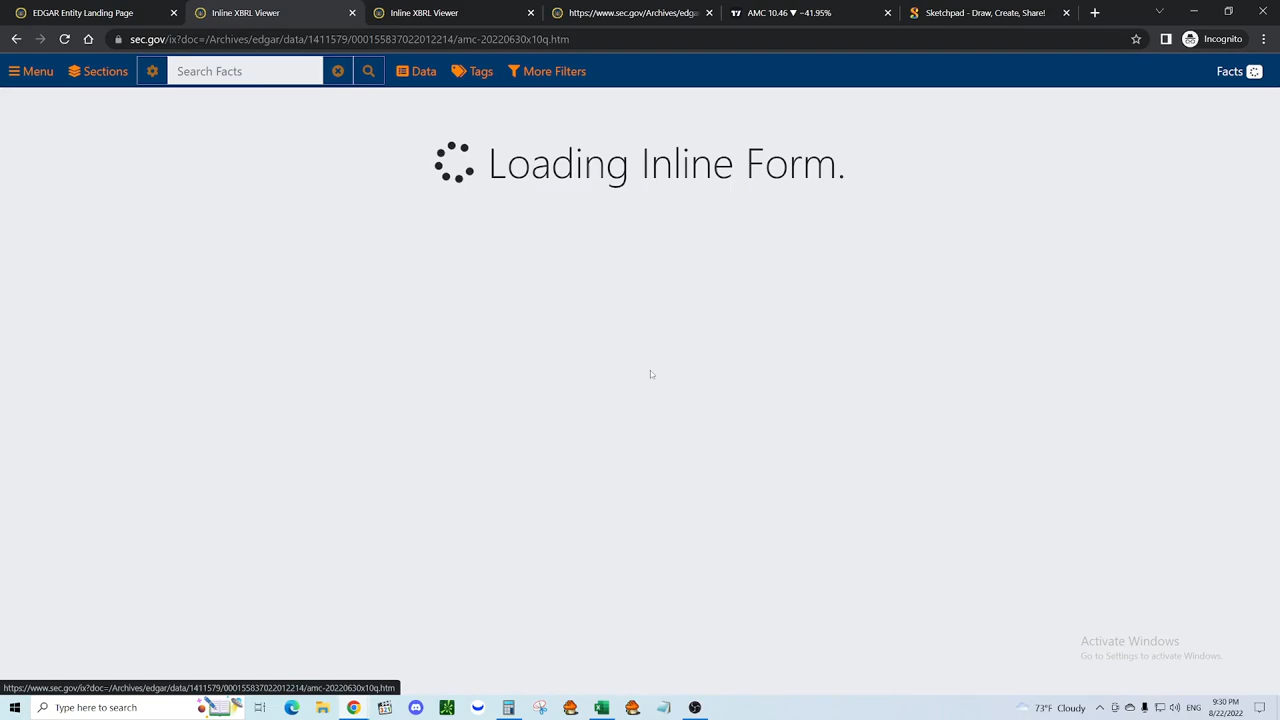 EDGAR Entity Landing Page
Inline XBRL Viewer
Inline XBRL Viewer
https://www.sec.gov/Archives/edgar
AMC 10.46 ▼ −41.95%
Sketchpad - Draw, Create, Share!
sec.gov/ix?doc=/Archives/edgar/data/1411579/000155837022012214/amc-20220630x10q.htm
Incognito
Menu
Sections
Search Facts
Data
Tags
More Filters
Facts
Loading Inline Form.
Activate Windows
Go to Settings to activate Windows.
https://www.sec.gov/ix?doc=/Archives/edgar/data/1411579/000155837022012214/amc-20220630x10q.htm
Type here to search
73°F Cloudy
ENG
9:30 PM
8/22/2022